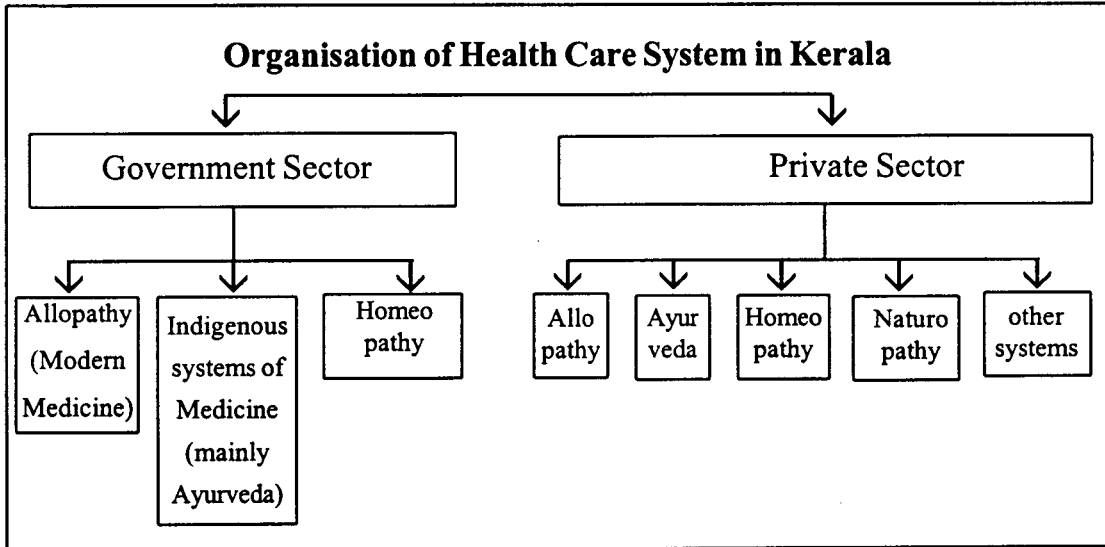 Organisation of Health Care System in Kerala
Government Sector
Private Sector
Allopathy
(Modern
Medicine)
Indigenous
systems of
Medicine
(mainly
Ayurveda)
Homeo
pathy
Allo
pathy
Ayur
veda
Homeo
pathy
Naturo
pathy
other
systems